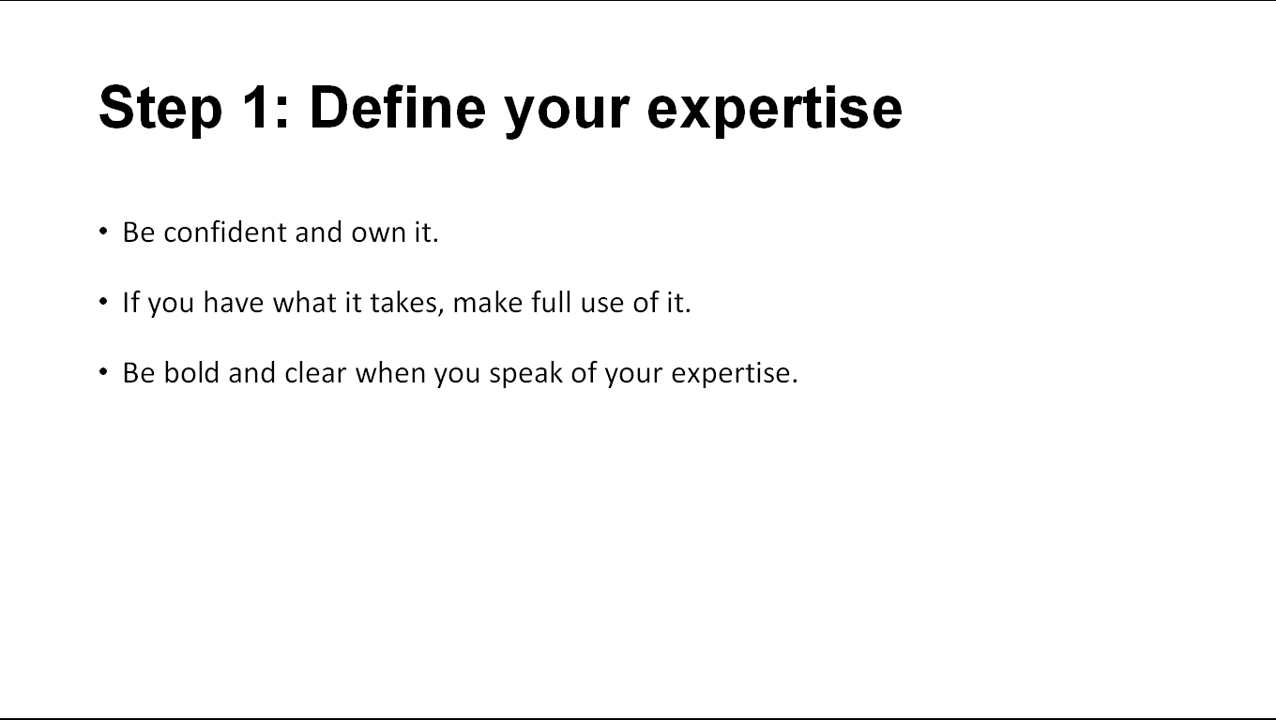 Step 1: Define your expertise
• Be confident and own it.
• If you have what it takes, make full use of it.
• Be bold and clear when you speak of your expertise.